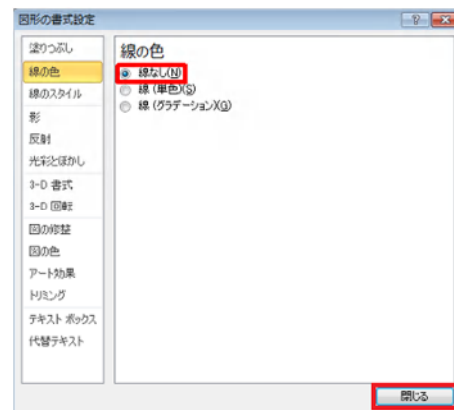 図形の書式設定
塗りつぶし
線の色
線のスタイル
影
反射
光彩とぼかし
3-D 書式
3-D 回転
図の修整
図の色
アート効果
トリミング
テキスト ボックス
代替テキスト
線の色
線なし(N)
線 (単色)(S)
線 (グラデーション)(G)
閉じる